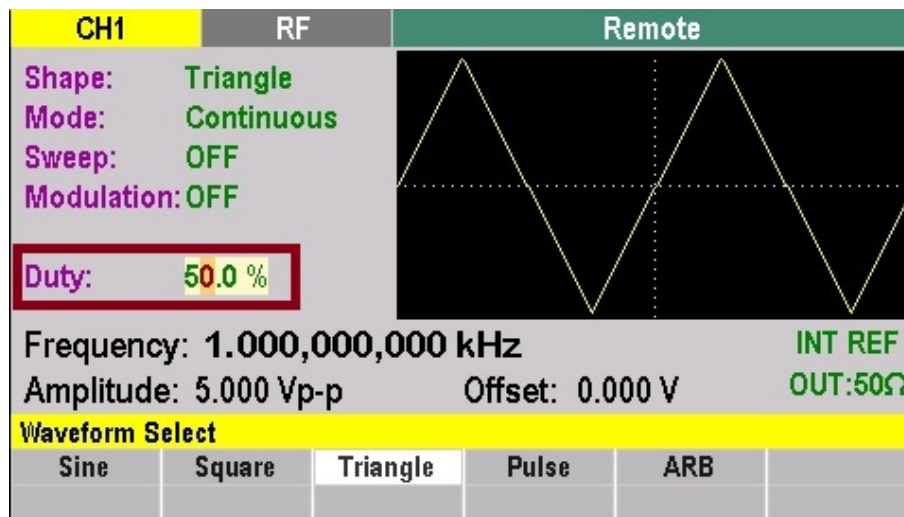 CH1 RF Remote
Shape: Triangle
Mode: Continuous
Sweep: OFF
Modulation: OFF
Duty: 50.0 %
Frequency: 1.000,000,000 kHz INT REF
Amplitude: 5.000 Vp-p Offset: 0.000 V OUT:50Ω
Waveform Select
Sine Square Triangle Pulse ARB